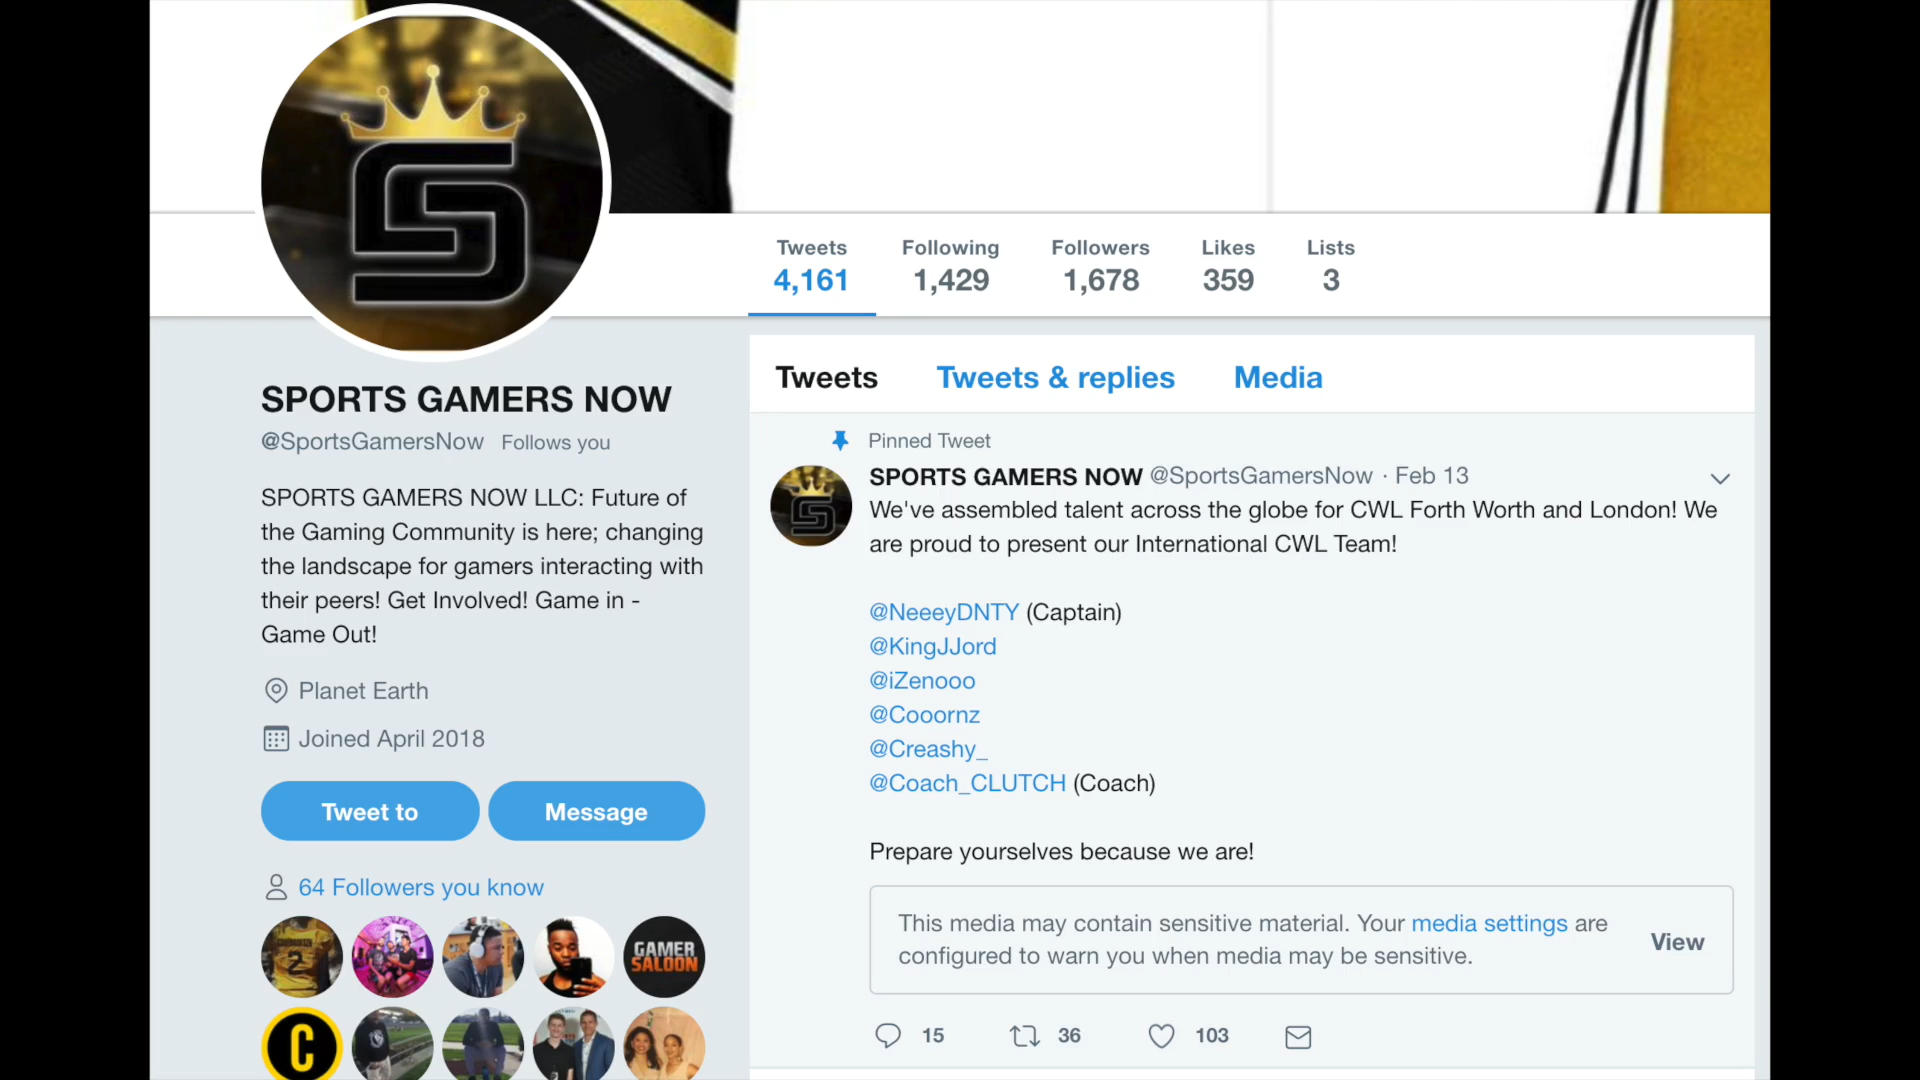 Tweets Following Followers Likes Lists
4,161 1,429 1,678 359 3
SPORTS GAMERS NOW
@SportsGamersNow Follows you
SPORTS GAMERS NOW LLC: Future of
the Gaming Community is here; changing
the landscape for gamers interacting with
their peers! Get Involved! Game in -
Game Out!
Planet Earth
Joined April 2018
Tweet to Message
64 Followers you know
2
GAMER
SALOON
C
Tweets Tweets & replies Media
Pinned Tweet
SPORTS GAMERS NOW @SportsGamersNow · Feb 13
We've assembled talent across the globe for CWL Forth Worth and London! We
are proud to present our International CWL Team!
@NeeeyDNTY (Captain)
@KingJJord
@iZenooo
@Cooornz
@Creashy_
@Coach_CLUTCH (Coach)
Prepare yourselves because we are!
This media may contain sensitive material. Your media settings are
configured to warn you when media may be sensitive.
View
15 36 103